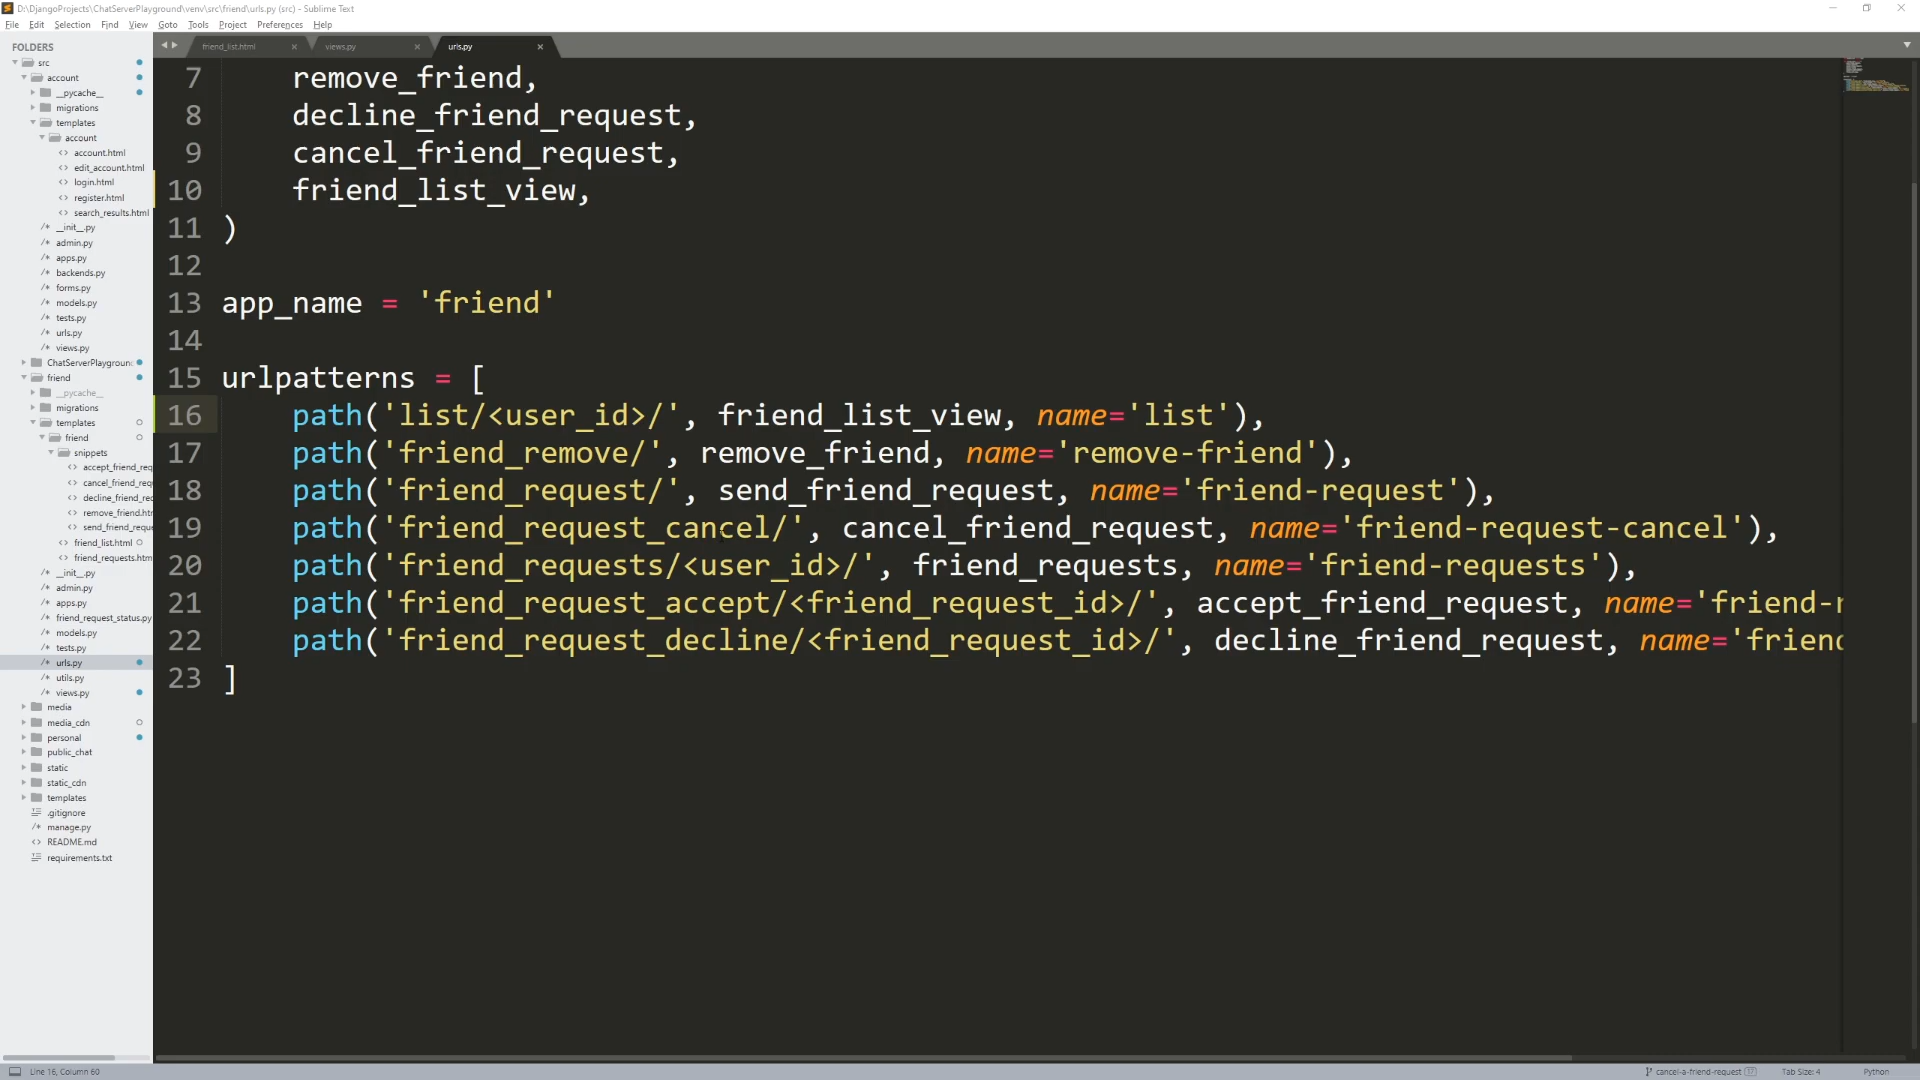 D:\DjangoProjects\ChatServerPlayground\venv\src\friend\urls.py (src) - Sublime Text
File Edit Selection Find View Goto Tools Project Preferences Help
FOLDERS
src
account
__pycache__
migrations
templates
account
account.html
edit_account.html
login.html
register.html
search_results.html
__init__.py
admin.py
apps.py
backends.py
forms.py
models.py
tests.py
urls.py
views.py
ChatServerPlayground
friend
__pycache__
migrations
templates
friend
snippets
accept_friend_req
cancel_friend_req
decline_friend_re
remove_friend.htm
send_friend_reque
friend_list.html
friend_requests.htm
__init__.py
admin.py
apps.py
friend_request_status.py
models.py
tests.py
urls.py
utils.py
views.py
media
media_cdn
personal
public_chat
static
static_cdn
templates
.gitignore
manage.py
README.md
requirements.txt
friend_list.html views.py urls.py
7 remove_friend,
8 decline_friend_request,
9 cancel_friend_request,
10 friend_list_view,
11 )
12
13 app_name = 'friend'
14
15 urlpatterns = [
16 path('list/<user_id>/', friend_list_view, name='list'),
17 path('friend_remove/', remove_friend, name='remove-friend'),
18 path('friend_request/', send_friend_request, name='friend-request'),
19 path('friend_request_cancel/', cancel_friend_request, name='friend-request-cancel'),
20 path('friend_requests/<user_id>/', friend_requests, name='friend-requests'),
21 path('friend_request_accept/<friend_request_id>/', accept_friend_request, name='friend-r
22 path('friend_request_decline/<friend_request_id>/', decline_friend_request, name='friend
23 ]
Line 16, Column 60
cancel-a-friend-request
Tab Size: 4
Python